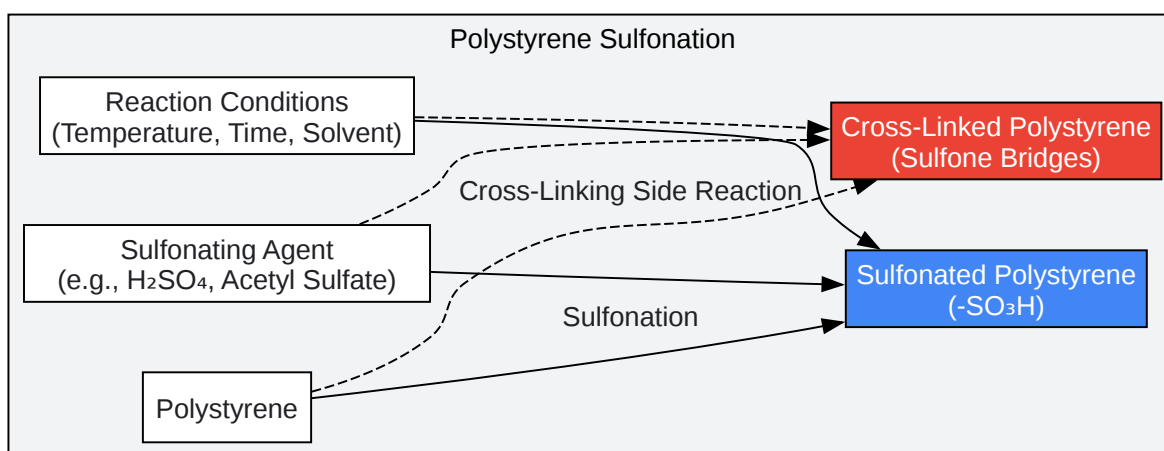 Polystyrene Sulfonation
Reaction Conditions
(Temperature, Time, Solvent)
Cross-Linked Polystyrene
(Sulfone Bridges)
Cross-Linking Side Reaction
Sulfonating Agent
(e.g., H₂SO₄, Acetyl Sulfate)
Sulfonated Polystyrene
(-SO₃H)
Sulfonation
Polystyrene